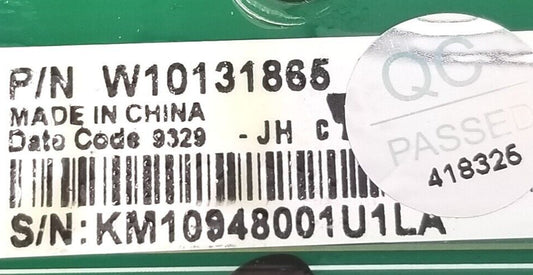 P/N W10131865
MADE IN CHINA
Date Code 9329 -JH C
S/N:KM10948001U1LA
QC
PASSED
418326